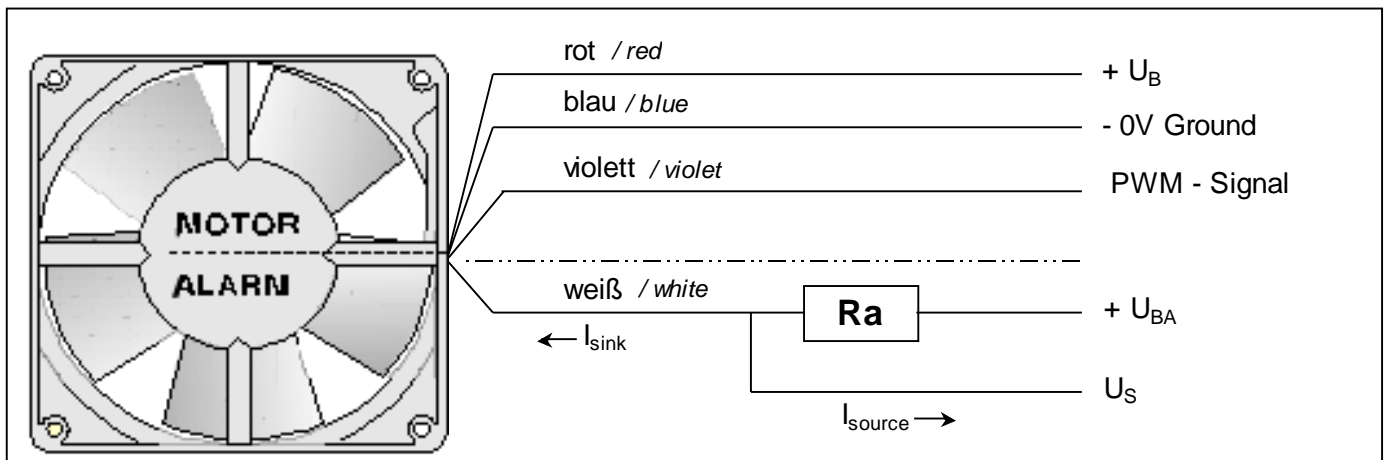 rot / red
+ U_B
blau / blue
- 0V Ground
violett / violet
PWM - Signal
MOTOR
ALARM
weiß / white
Ra
+ U_BA
I_sink
U_S
I_source